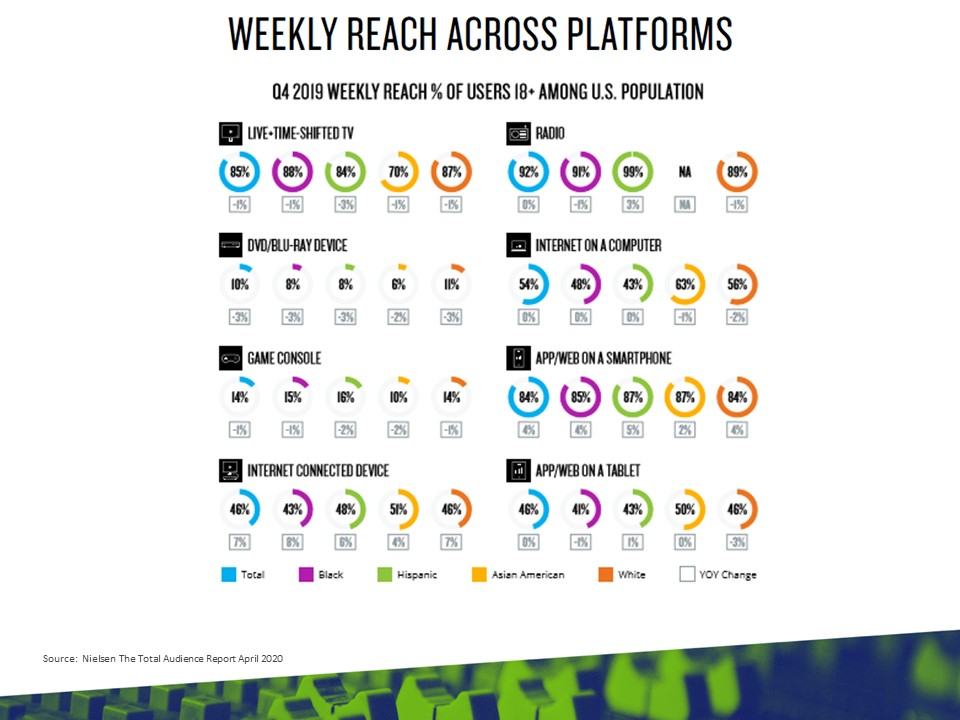 WEEKLY REACH ACROSS PLATFORMS
Q4 2019 WEEKLY REACH % OF USERS 18+ AMONG U.S. POPULATION
LIVE+TIME-SHIFTED TV
85% 88% 84% 70% 87%
-1% -1% -3% -1% -1%
RADIO
92% 91% 99% NA 89%
0% -1% 3% NA -1%
DVD/BLU-RAY DEVICE
10% 8% 8% 6% 11%
-3% -3% -3% -2% -3%
INTERNET ON A COMPUTER
54% 48% 43% 63% 56%
0% 0% 0% -1% -2%
GAME CONSOLE
14% 15% 16% 10% 14%
-1% -1% -2% -2% -1%
APP/WEB ON A SMARTPHONE
84% 85% 87% 87% 84%
4% 4% 5% 2% 4%
INTERNET CONNECTED DEVICE
46% 43% 48% 51% 46%
7% 8% 6% 4% 7%
APP/WEB ON A TABLET
46% 41% 43% 50% 46%
0% -1% 1% 0% -3%
Total Black Hispanic Asian American White YOY Change
Source: Nielsen The Total Audience Report April 2020